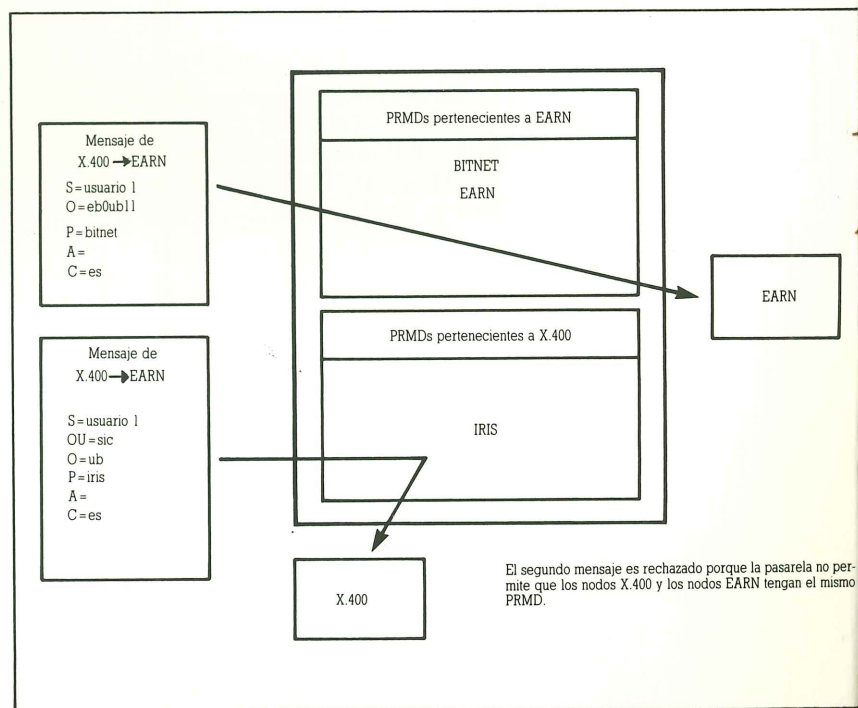 Mensaje de
X.400 → EARN
S=usuario 1
O=eb0ub11
P=bitnet
A=
C=es
PRMDs pertenecientes a EARN
BITNET
EARN
EARN
Mensaje de
X.400 → EARN
S=usuario 1
OU=sic
O=ub
P=iris
A=
C=es
PRMDs pertenecientes a X.400
IRIS
X.400
El segundo mensaje es rechazado porque la pasarela no per-
mite que los nodos X.400 y los nodos EARN tengan el mismo
PRMD.